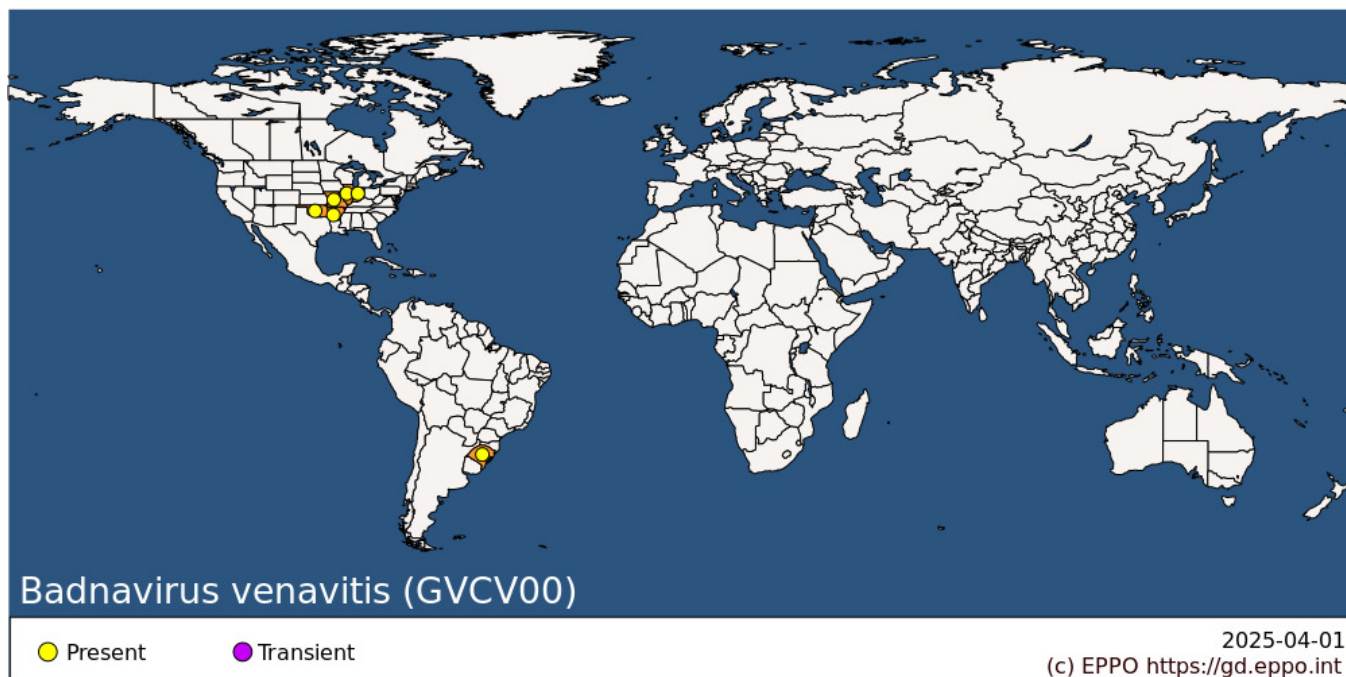 Badnavirus venavitis (GVCV00)
Present
Transient
2025-04-01
(c) EPPO https://gd.eppo.int